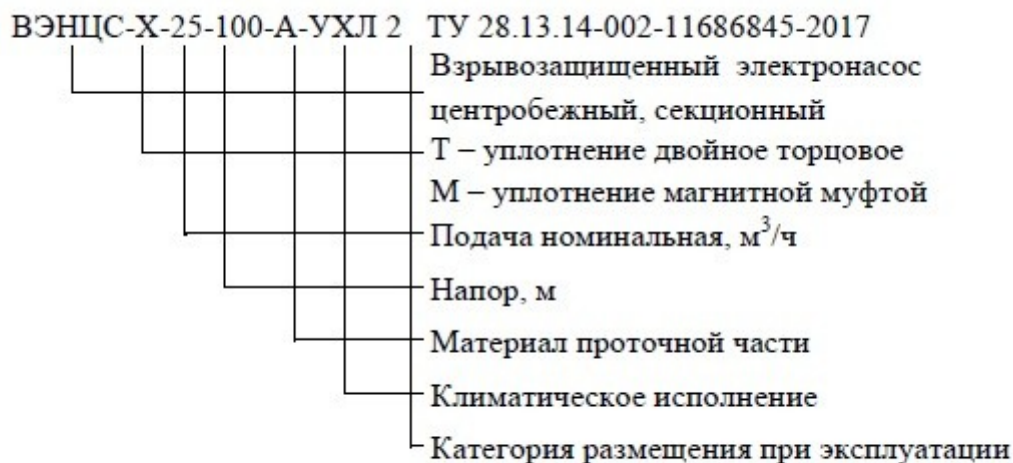 ВЭНЦС-Х-25-100-А-УХЛ 2 ТУ 28.13.14-002-11686845-2017
Взрывозащищенный электронасос
центробежный, секционный
Т – уплотнение двойное торцовое
М – уплотнение магнитной муфтой
Подача номинальная, м³/ч
Напор, м
Материал проточной части
Климатическое исполнение
Категория размещения при эксплуатации